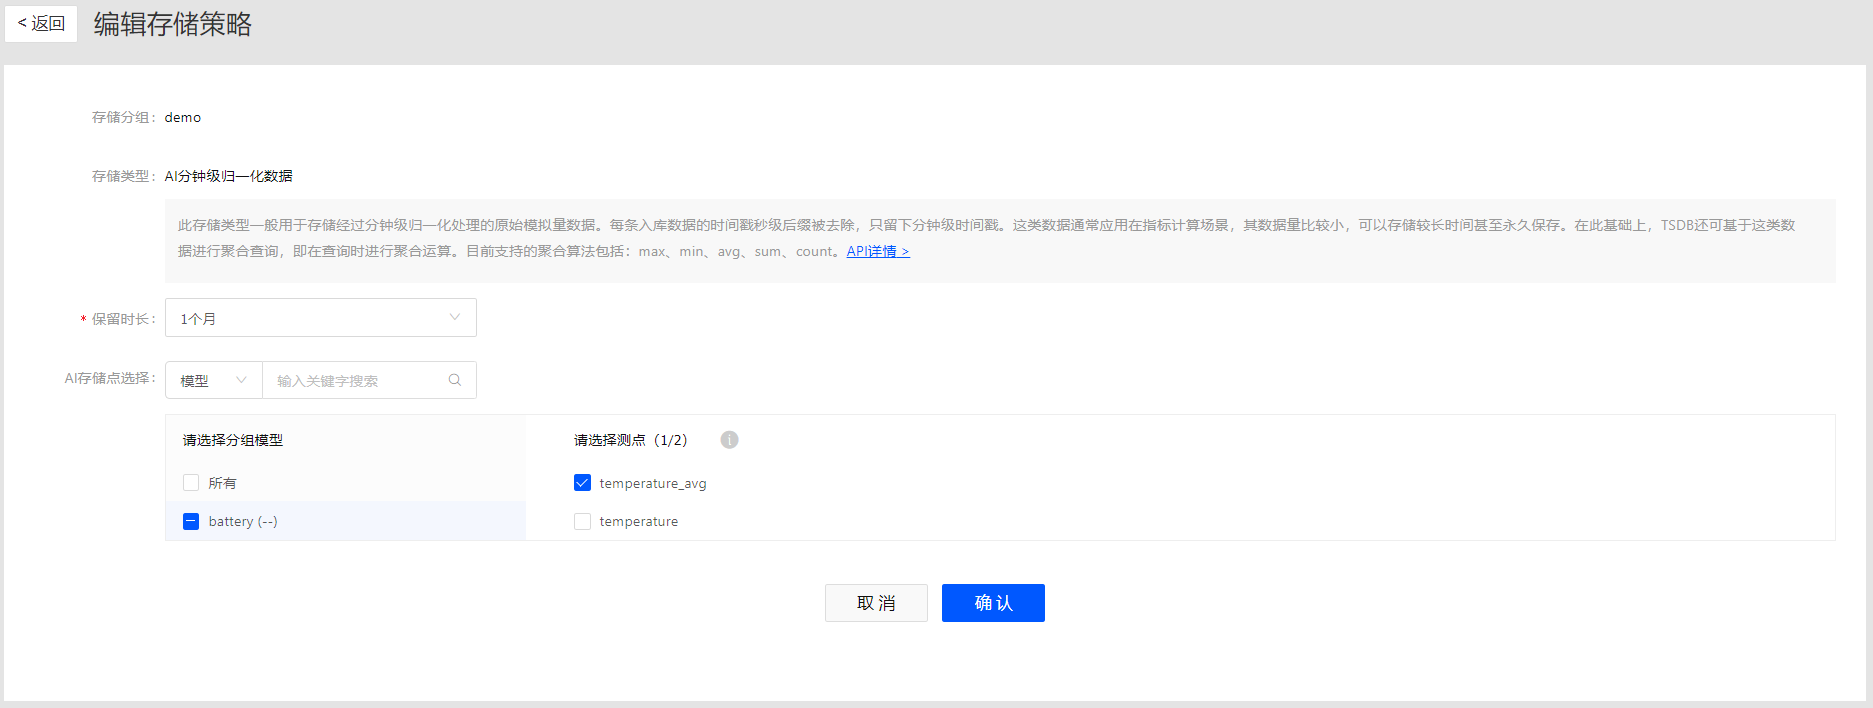 < 返回 编辑存储策略
存储分组： demo
存储类型： AI分钟级归一化数据
此存储类型一般用于存储经过分钟级归一化处理的原始模拟量数据。每条入库数据的时间戳秒级后缀被去除，只留下分钟级时间戳。这类数据通常应用在指标计算场景，其数据量比较小，可以存储较长时间甚至永久保存。在此基础上，TSDB还可基于这类数
据进行聚合查询，即在查询时进行聚合运算。目前支持的聚合算法包括：max、min、avg、sum、count。 API详情 >
* 保留时长： 1个月
AI存储点选择： 模型 输入关键字搜索
请选择分组模型 请选择测点（1/2）
所有 temperature_avg
battery (--) temperature
取 消 确 认